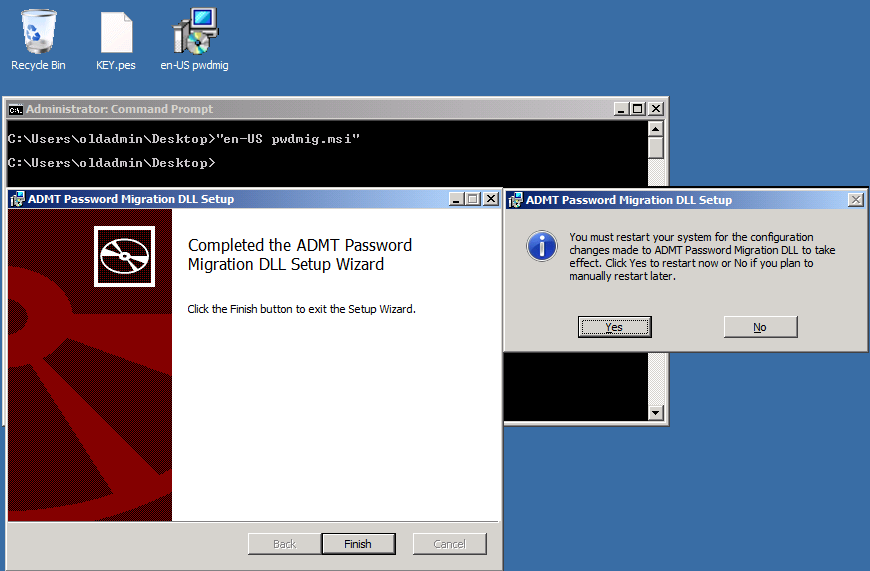 Recycle Bin
KEY.pes
en-US pwdmig
Administrator: Command Prompt
C:\Users\oldadmin\Desktop>"en-US pwdmig.msi"
C:\Users\oldadmin\Desktop>
ADMT Password Migration DLL Setup
Completed the ADMT Password
Migration DLL Setup Wizard
Click the Finish button to exit the Setup Wizard.
Back
Finish
Cancel
ADMT Password Migration DLL Setup
You must restart your system for the configuration
changes made to ADMT Password Migration DLL to take
effect. Click Yes to restart now or No if you plan to
manually restart later.
Yes
No